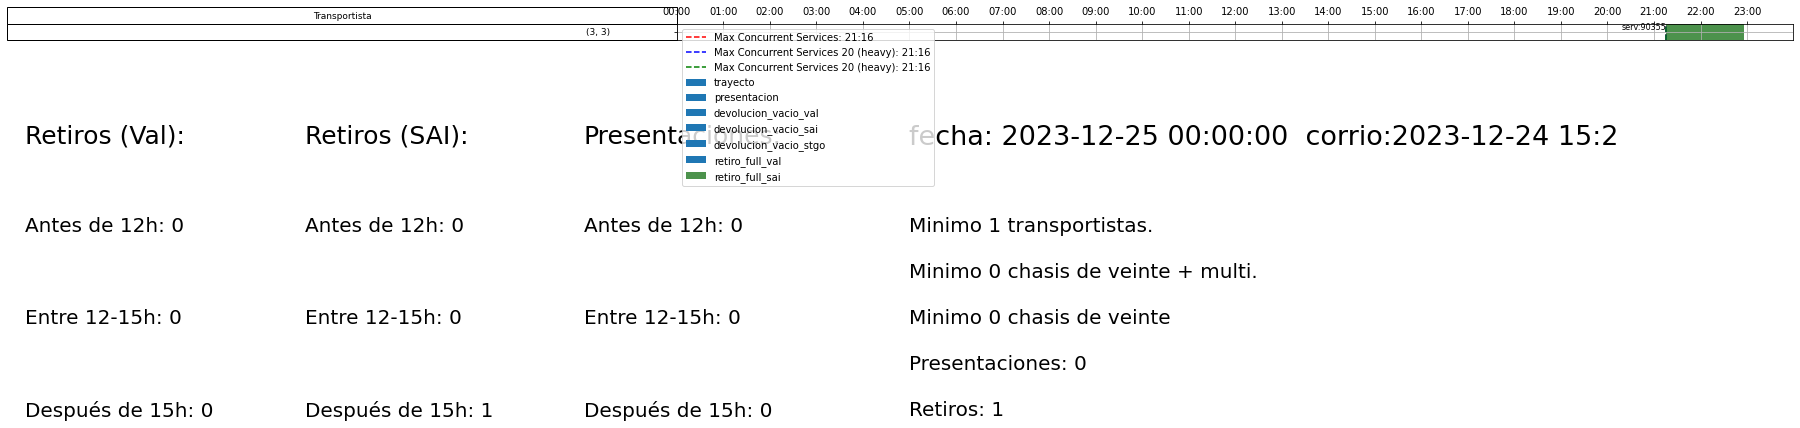 Transportista
00:00 01:00 02:00 03:00 04:00 05:00 06:00 07:00 08:00 09:00 10:00 11:00 12:00 13:00 14:00 15:00 16:00 17:00 18:00 19:00 20:00 21:00 22:00 23:00
(3, 3)
serv:90355
Max Concurrent Services: 21:16
Max Concurrent Services 20 (heavy): 21:16
Max Concurrent Services 20 (heavy): 21:16
trayecto
presentacion
devolucion_vacio_val
devolucion_vacio_sai
devolucion_vacio_stgo
retiro_full_val
retiro_full_sai
Retiros (Val): Retiros (SAI): Presentaciones: fecha: 2023-12-25 00:00:00 corrio:2023-12-24 15:2
Antes de 12h: 0 Antes de 12h: 0 Antes de 12h: 0 Minimo 1 transportistas.
Minimo 0 chasis de veinte + multi.
Entre 12-15h: 0 Entre 12-15h: 0 Entre 12-15h: 0 Minimo 0 chasis de veinte
Presentaciones: 0
Después de 15h: 0 Después de 15h: 1 Después de 15h: 0 Retiros: 1